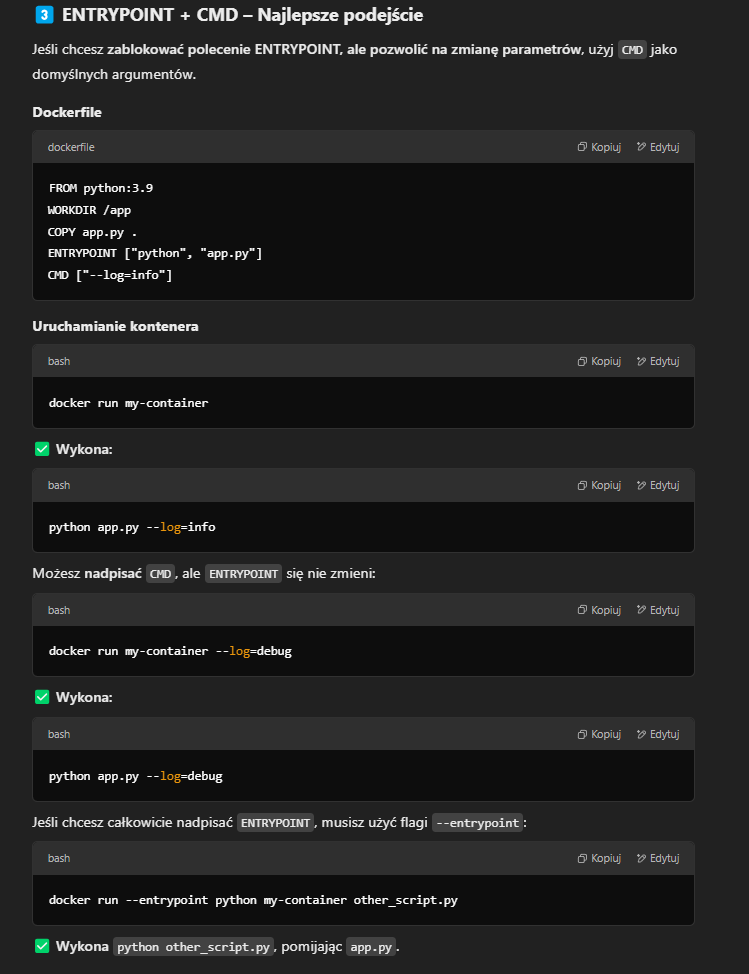 3 ENTRYPOINT + CMD – Najlepsze podejście
Jeśli chcesz zablokować polecenie ENTRYPOINT, ale pozwolić na zmianę parametrów, użyj CMD jako
domyślnych argumentów.
Dockerfile
dockerfile Kopiuj Edytuj
FROM python:3.9
WORKDIR /app
COPY app.py .
ENTRYPOINT ["python", "app.py"]
CMD ["--log=info"]
Uruchamianie kontenera
bash Kopiuj Edytuj
docker run my-container
✅ Wykona:
bash Kopiuj Edytuj
python app.py --log=info
Możesz nadpisać CMD, ale ENTRYPOINT się nie zmieni:
bash Kopiuj Edytuj
docker run my-container --log=debug
✅ Wykona:
bash Kopiuj Edytuj
python app.py --log=debug
Jeśli chcesz całkowicie nadpisać ENTRYPOINT, musisz użyć flagi --entrypoint:
bash Kopiuj Edytuj
docker run --entrypoint python my-container other_script.py
✅ Wykona python other_script.py, pomijając app.py.